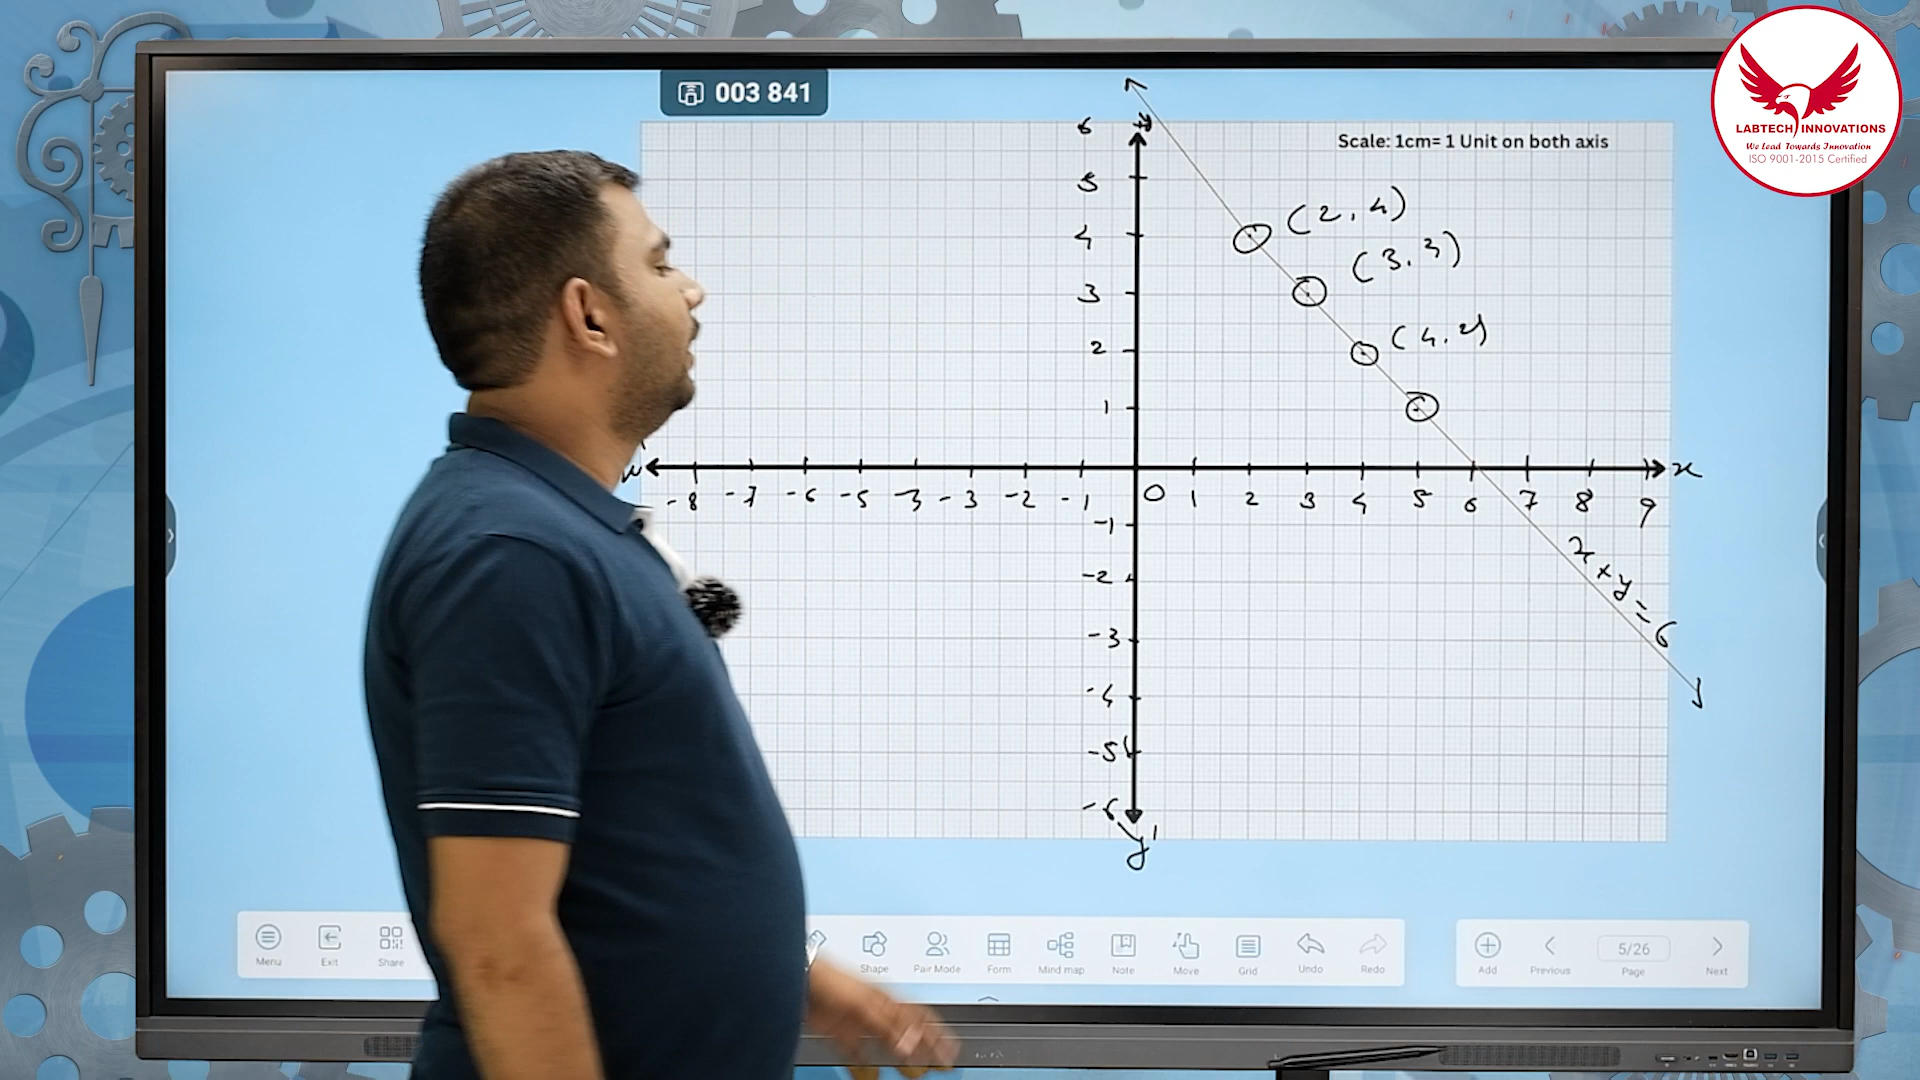 003 841
LABTECH INNOVATIONS
We Lead Towards Innovation
ISO 9001-2015 Certified
Scale: 1cm= 1 Unit on both axis
6
5
(2, 4)
4
(3, 3)
3
(4, 2)
2
1
x
-8 -7 -6 -5 -3 -3 -2 -1 0 1 2 3 4 5 6 7 8 9
-1
x + y = 6
-2
-3
-4
-5
-6
y'
Menu Exit Share Shape Pair Mode Form Mind map Note Move Grid Undo Redo
Add Previous 5/26 Page Next